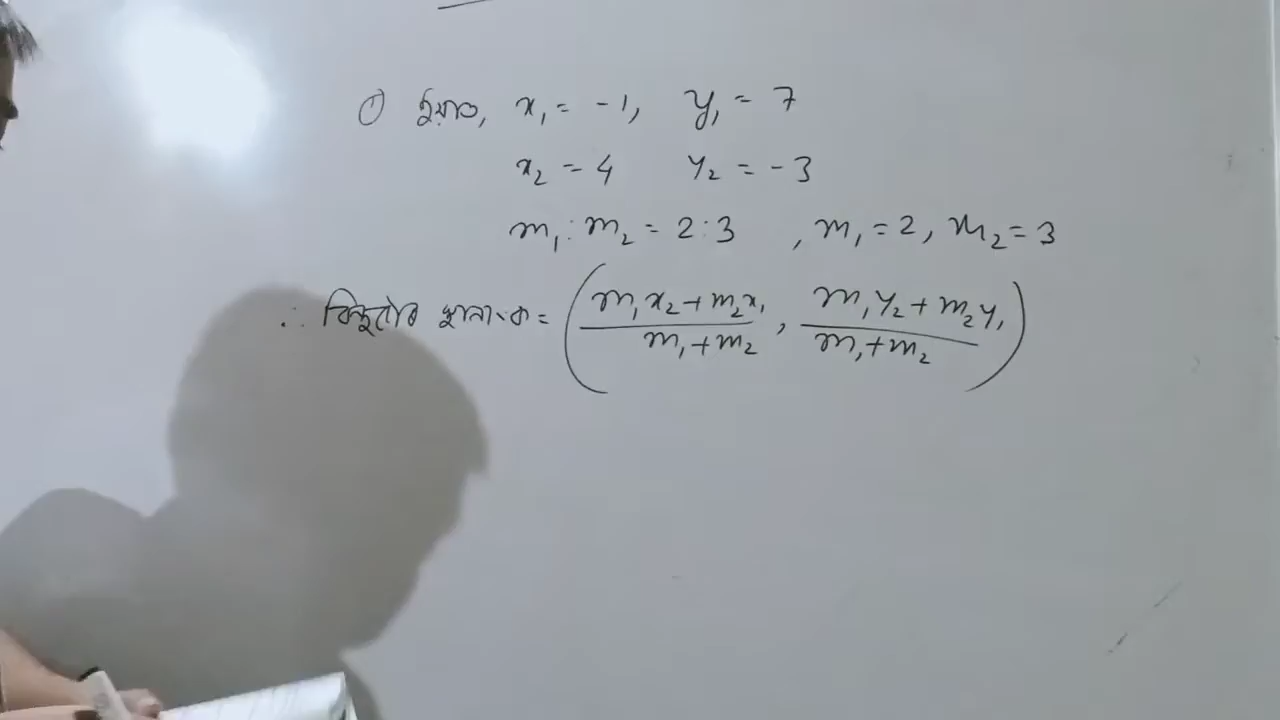 ① ইয়াত, x₁ = -1, y₁ = 7
x₂ = 4 y₂ = -3
m₁ : m₂ = 2 : 3 , m₁ = 2, m₂ = 3
∴ বিন্দুটোৰ স্থানাংক = ( (m₁x₂ + m₂x₁)/(m₁ + m₂) , (m₁y₂ + m₂y₁)/(m₁ + m₂) )